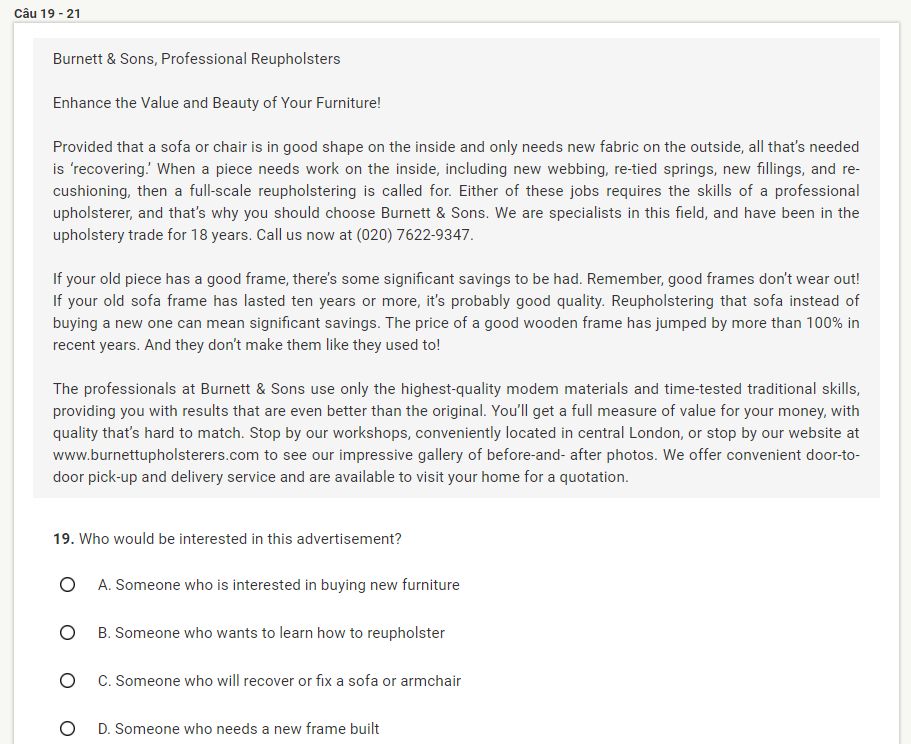 Câu 19 - 21
Burnett & Sons, Professional Reupholsters
Enhance the Value and Beauty of Your Furniture!
Provided that a sofa or chair is in good shape on the inside and only needs new fabric on the outside, all that’s needed
is ‘recovering.’ When a piece needs work on the inside, including new webbing, re-tied springs, new fillings, and re-
cushioning, then a full-scale reupholstering is called for. Either of these jobs requires the skills of a professional
upholsterer, and that’s why you should choose Burnett & Sons. We are specialists in this field, and have been in the
upholstery trade for 18 years. Call us now at (020) 7622-9347.
If your old piece has a good frame, there’s some significant savings to be had. Remember, good frames don’t wear out!
If your old sofa frame has lasted ten years or more, it’s probably good quality. Reupholstering that sofa instead of
buying a new one can mean significant savings. The price of a good wooden frame has jumped by more than 100% in
recent years. And they don’t make them like they used to!
The professionals at Burnett & Sons use only the highest-quality modem materials and time-tested traditional skills,
providing you with results that are even better than the original. You’ll get a full measure of value for your money, with
quality that’s hard to match. Stop by our workshops, conveniently located in central London, or stop by our website at
www.burnettupholsterers.com to see our impressive gallery of before-and- after photos. We offer convenient door-to-
door pick-up and delivery service and are available to visit your home for a quotation.
19. Who would be interested in this advertisement?
A. Someone who is interested in buying new furniture
B. Someone who wants to learn how to reupholster
C. Someone who will recover or fix a sofa or armchair
D. Someone who needs a new frame built